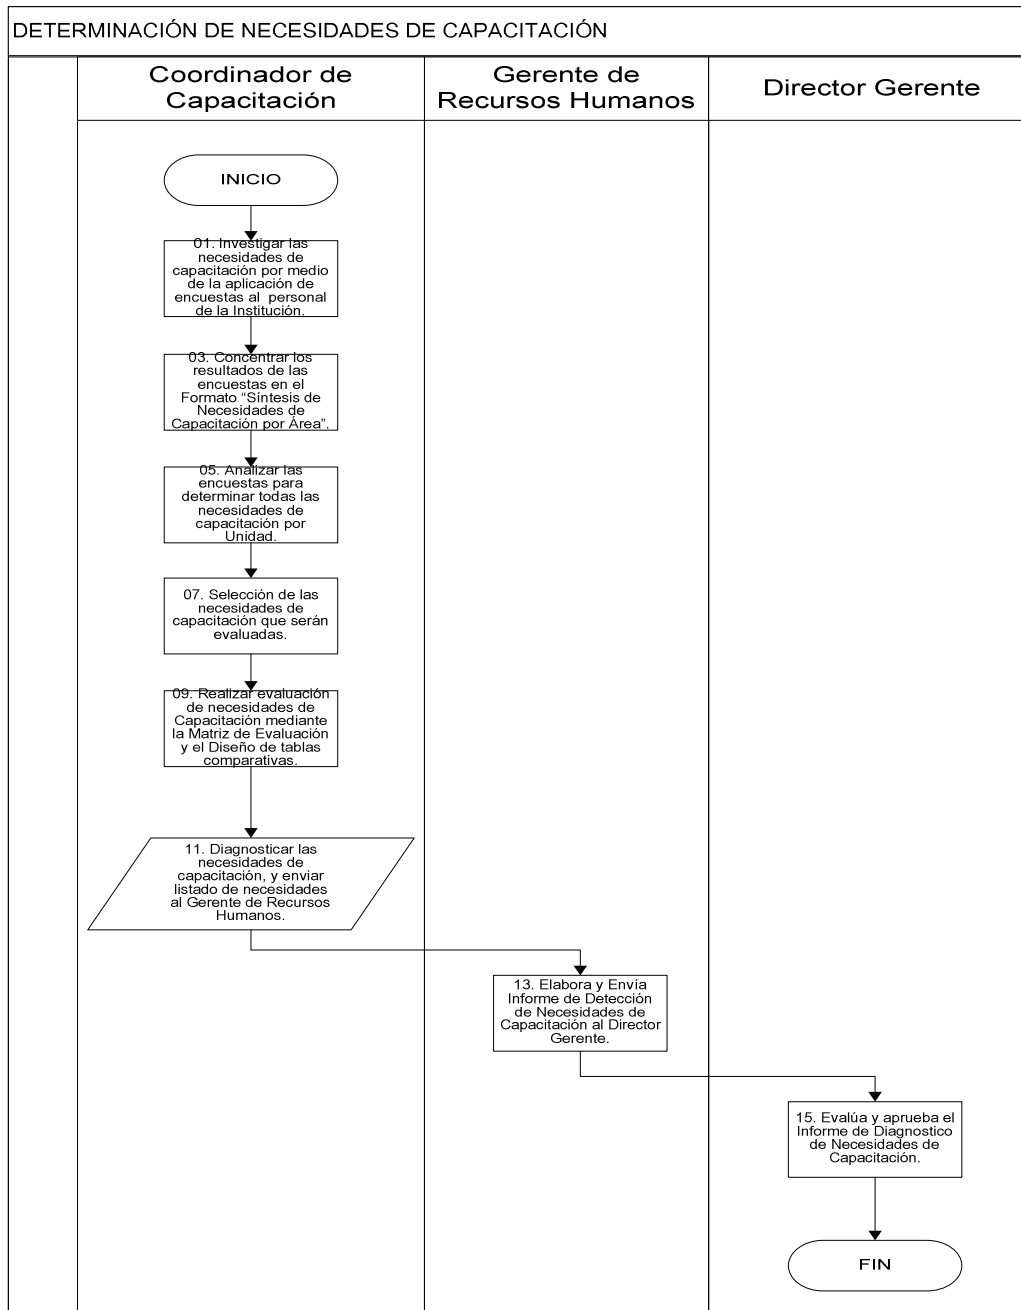 DETERMINACIÓN DE NECESIDADES DE CAPACITACIÓN
Coordinador de
Capacitación
Gerente de
Recursos Humanos
Director Gerente
INICIO
01. Investigar las
necesidades de
capacitación por medio
de la aplicación de
encuestas al personal
de la Institución.
03. Concentrar los
resultados de las
encuestas en el
Formato “Síntesis de
Necesidades de
Capacitación por Área”.
05. Analizar las
encuestas para
determinar todas las
necesidades de
capacitación por
Unidad.
07. Selección de las
necesidades de
capacitación que serán
evaluadas.
09. Realizar evaluación
de necesidades de
Capacitación mediante
la Matriz de Evaluación
y el Diseño de tablas
comparativas.
11. Diagnosticar las
necesidades de
capacitación, y enviar
listado de necesidades
al Gerente de Recursos
Humanos.
13. Elabora y Envía
Informe de Detección
de Necesidades de
Capacitación al Director
Gerente.
15. Evalúa y aprueba el
Informe de Diagnostico
de Necesidades de
Capacitación.
FIN